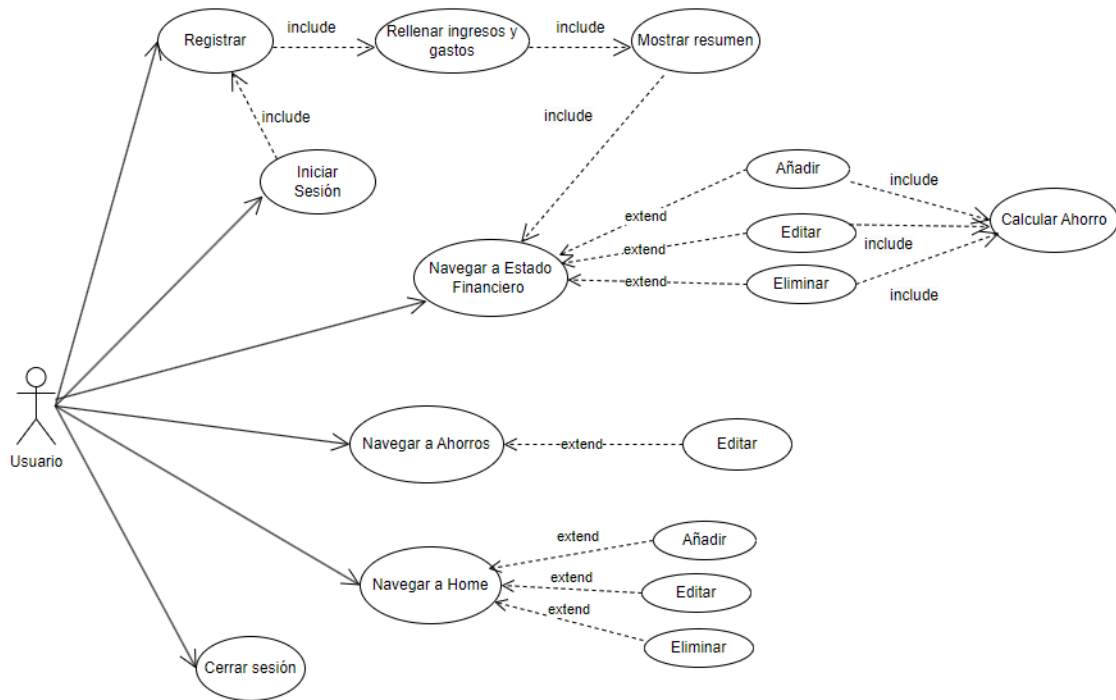 Registrar
include
Rellenar ingresos y
gastos
include
Mostrar resumen
include
include
Iniciar
Sesión
Añadir
include
extend
Calcular Ahorro
Editar
extend
include
Navegar a Estado
Financiero
extend
Eliminar
include
Usuario
Navegar a Ahorros
extend
Editar
extend
Añadir
Navegar a Home
extend
Editar
extend
Eliminar
Cerrar sesión